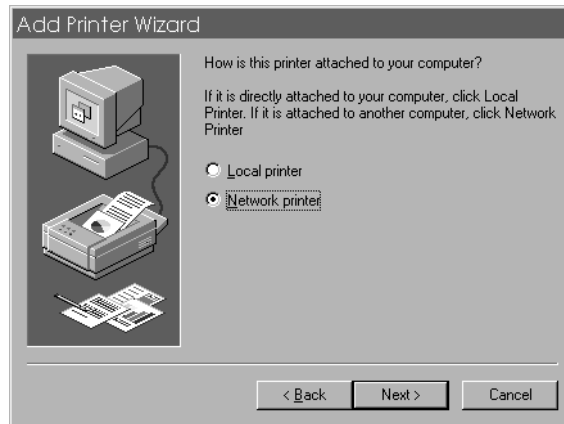 Add Printer Wizard
How is this printer attached to your computer?
If it is directly attached to your computer, click Local
Printer. If it is attached to another computer, click Network
Printer
Local printer
Network printer
< Back Next > Cancel